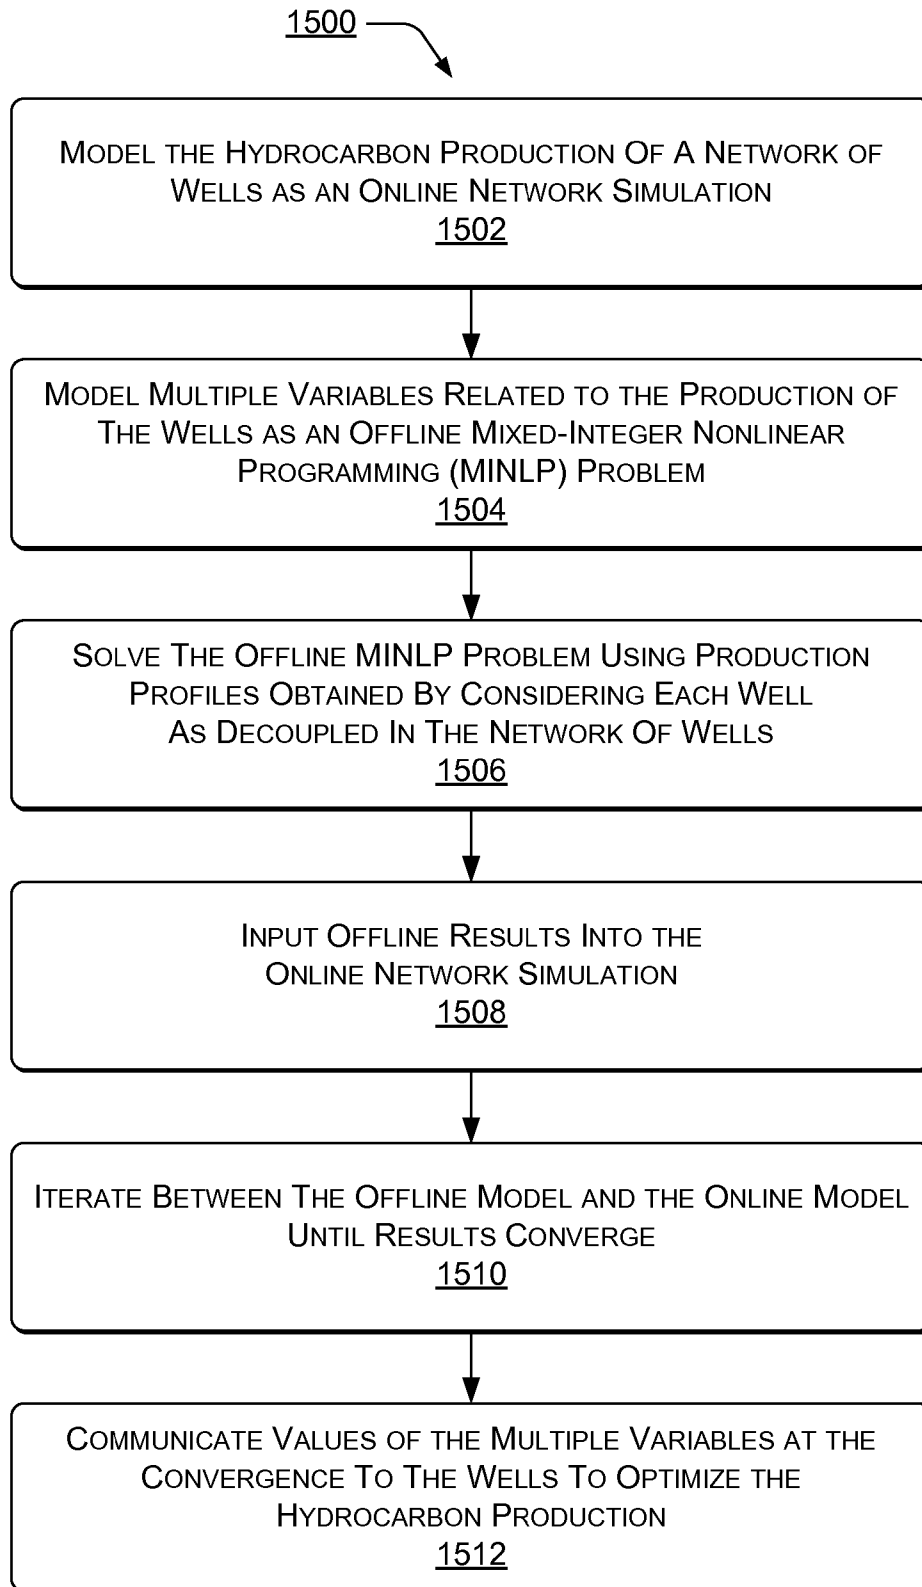 1500
MODEL THE HYDROCARBON PRODUCTION OF A NETWORK OF
WELLS AS AN ONLINE NETWORK SIMULATION
1502
MODEL MULTIPLE VARIABLES RELATED TO THE PRODUCTION OF
THE WELLS AS AN OFFLINE MIXED-INTEGER NONLINEAR
PROGRAMMING (MINLP) PROBLEM
1504
SOLVE THE OFFLINE MINLP PROBLEM USING PRODUCTION
PROFILES OBTAINED BY CONSIDERING EACH WELL
AS DECOUPLED IN THE NETWORK OF WELLS
1506
INPUT OFFLINE RESULTS INTO THE
ONLINE NETWORK SIMULATION
1508
ITERATE BETWEEN THE OFFLINE MODEL AND THE ONLINE MODEL
UNTIL RESULTS CONVERGE
1510
COMMUNICATE VALUES OF THE MULTIPLE VARIABLES AT THE
CONVERGENCE TO THE WELLS TO OPTIMIZE THE
HYDROCARBON PRODUCTION
1512